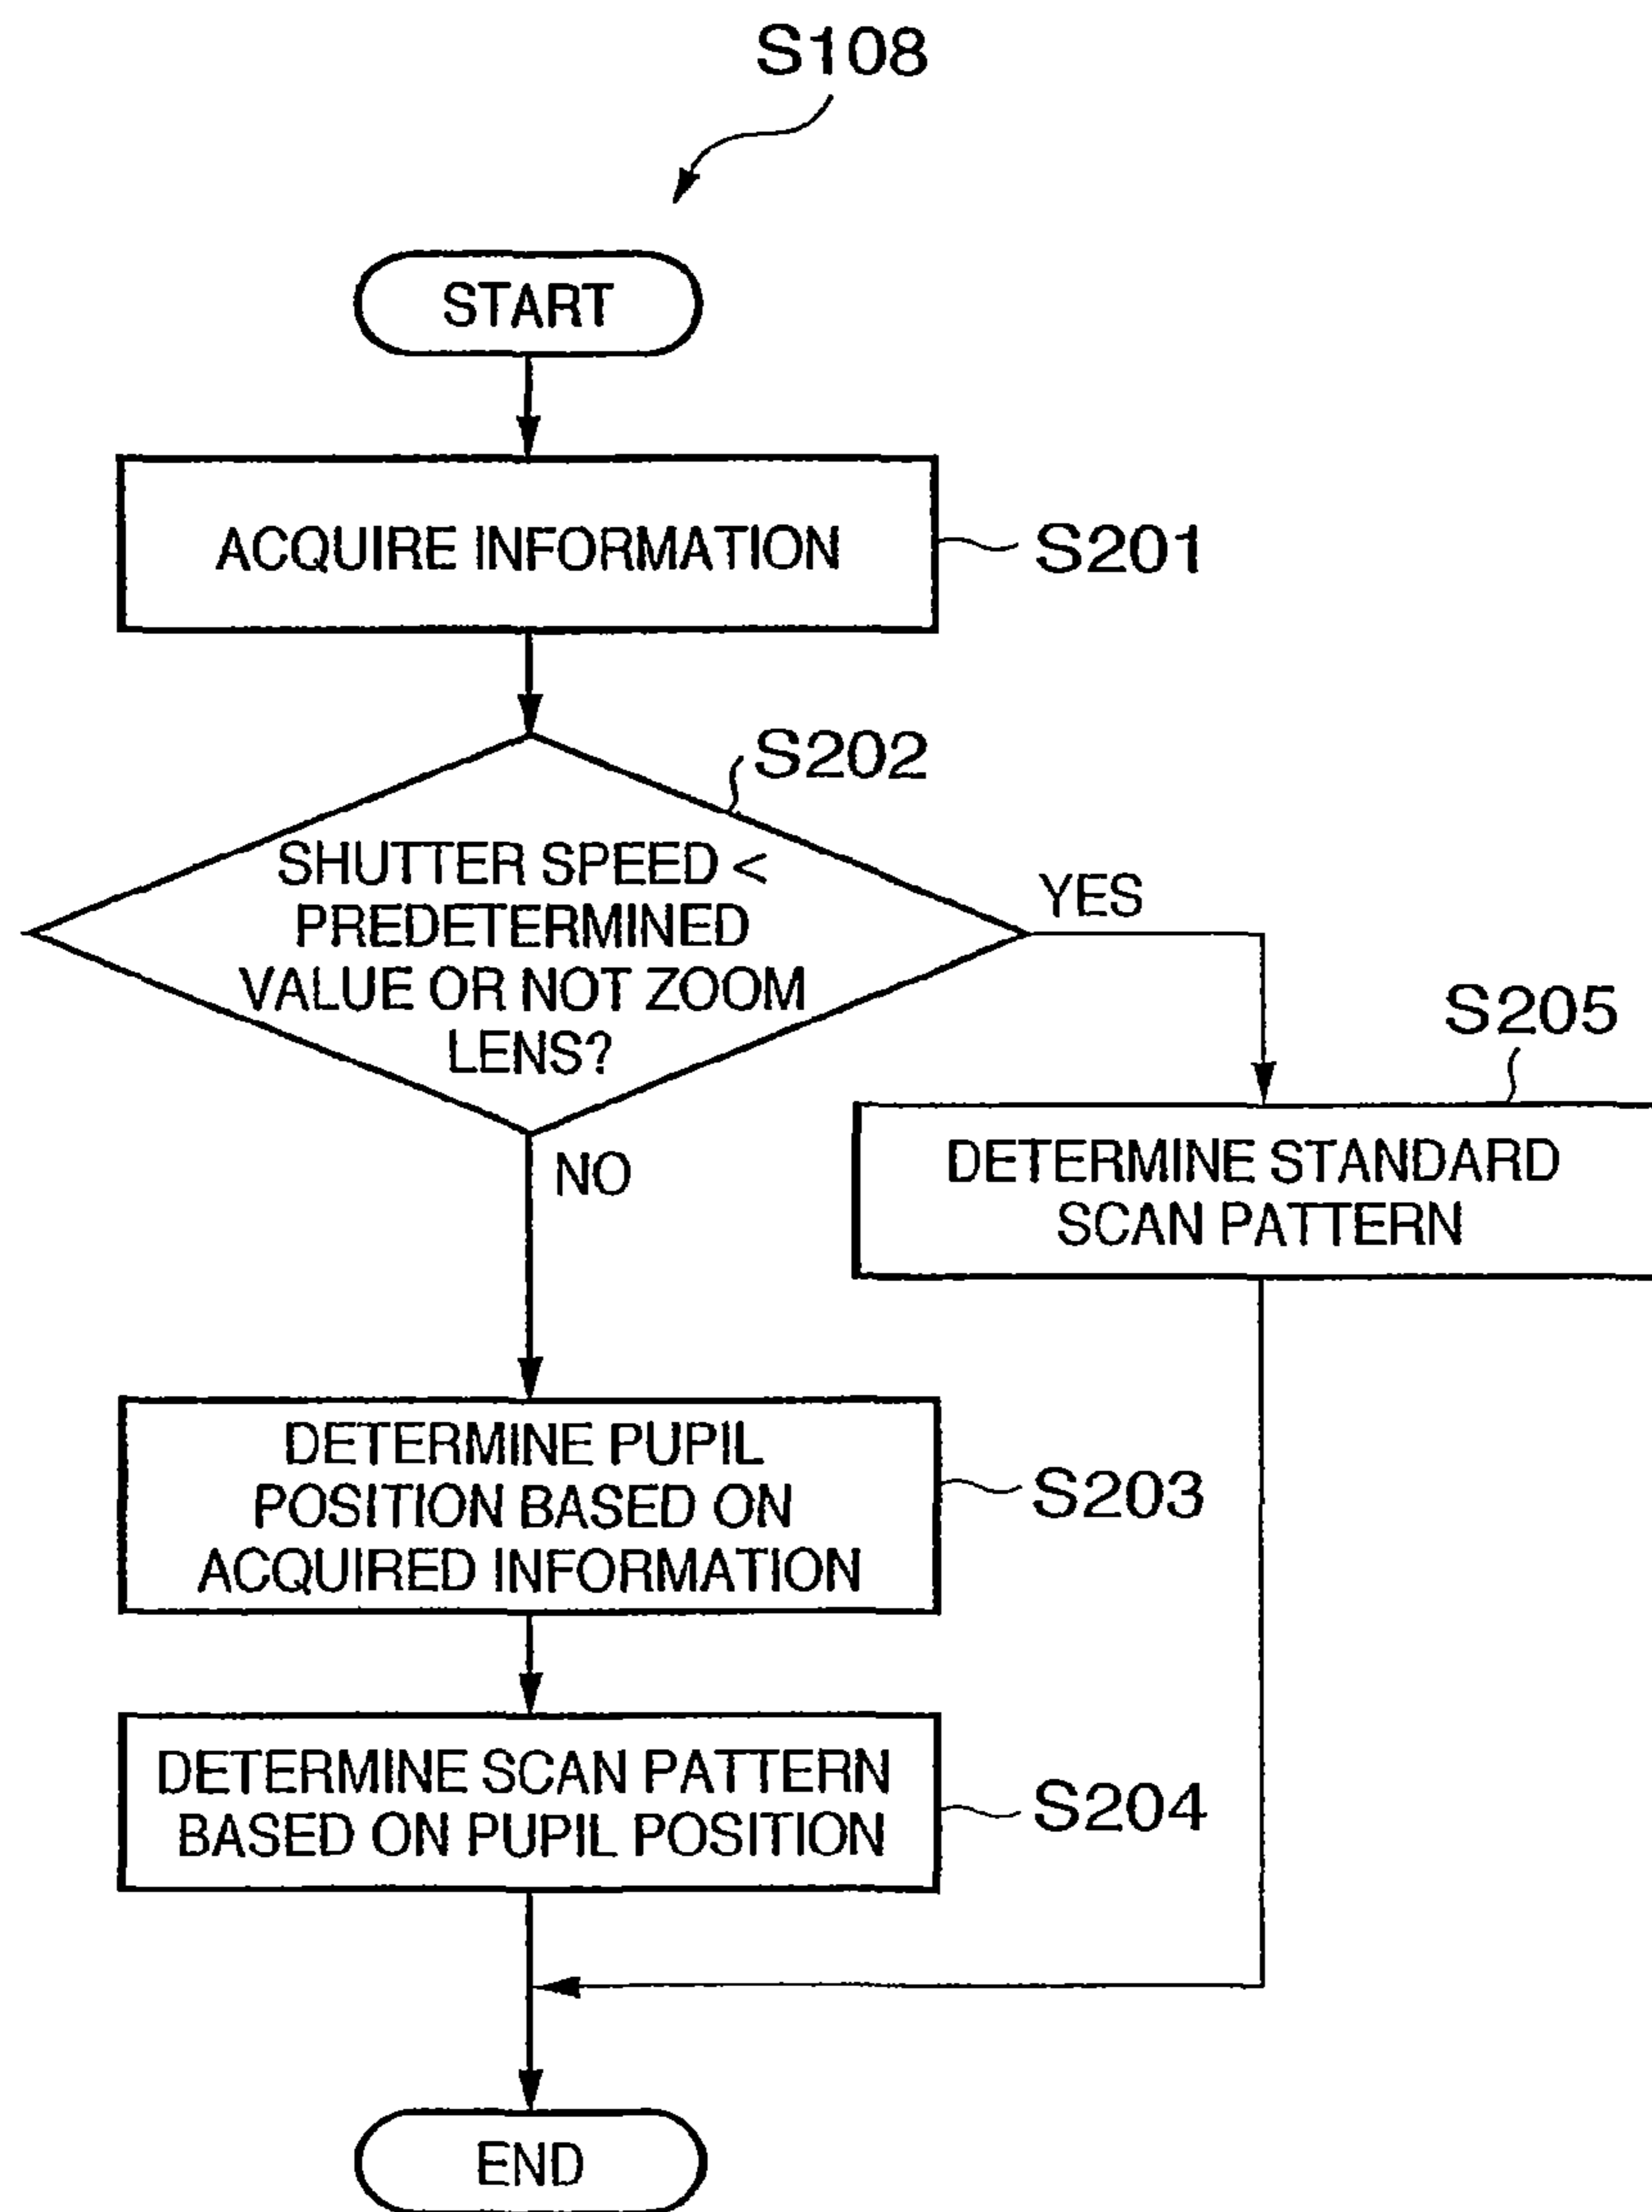 S108
START
ACQUIRE INFORMATION
S201
S202
SHUTTER SPEED <
PREDETERMINED
VALUE OR NOT ZOOM
LENS?
YES
NO
S205
DETERMINE STANDARD
SCAN PATTERN
DETERMINE PUPIL
POSITION BASED ON
ACQUIRED INFORMATION
S203
DETERMINE SCAN PATTERN
BASED ON PUPIL POSITION
S204
END